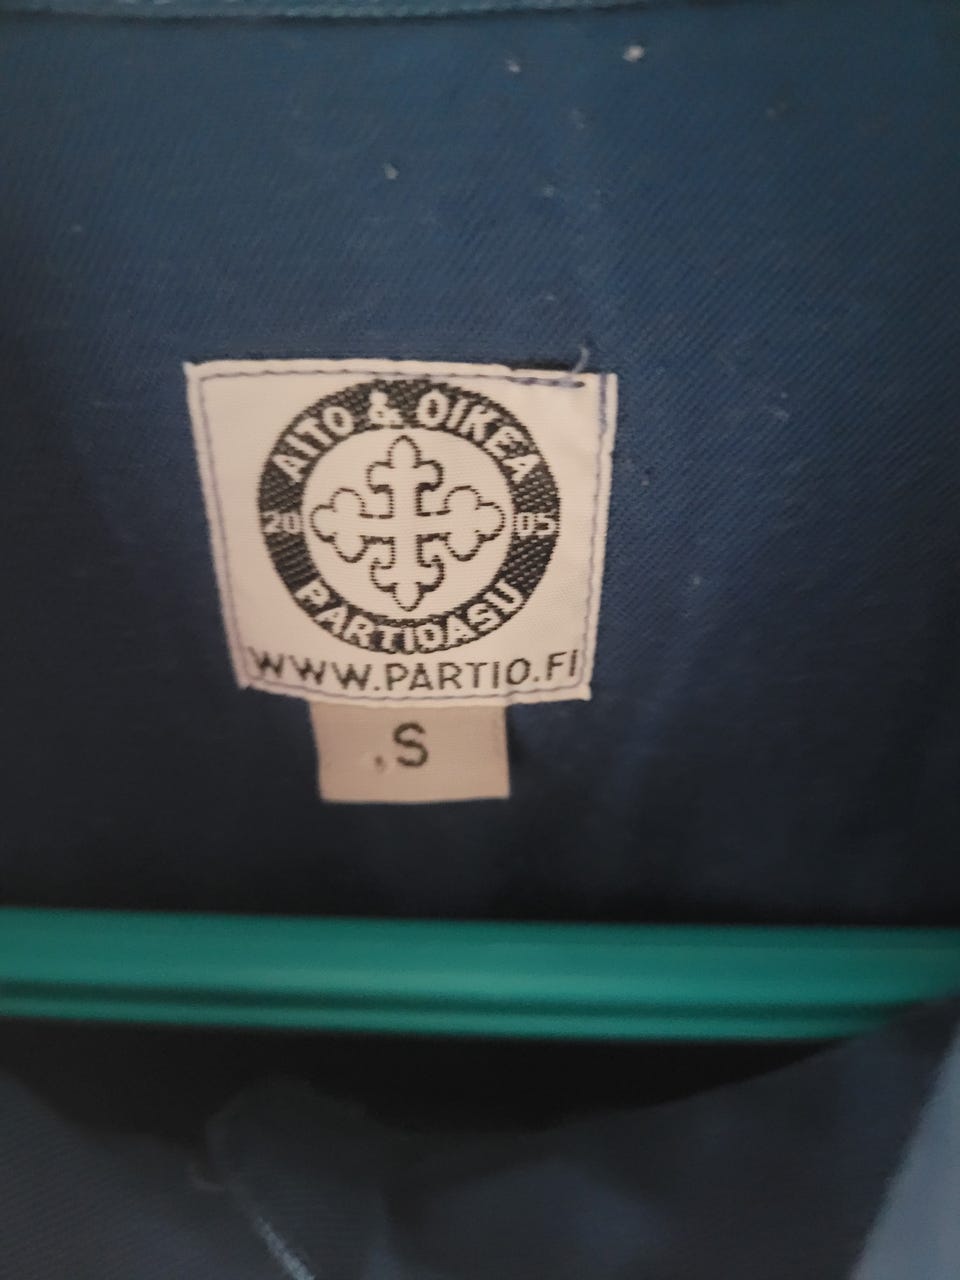 AITO & OIKEA
20 05
PARTIOASU
WWW.PARTIO.FI
S